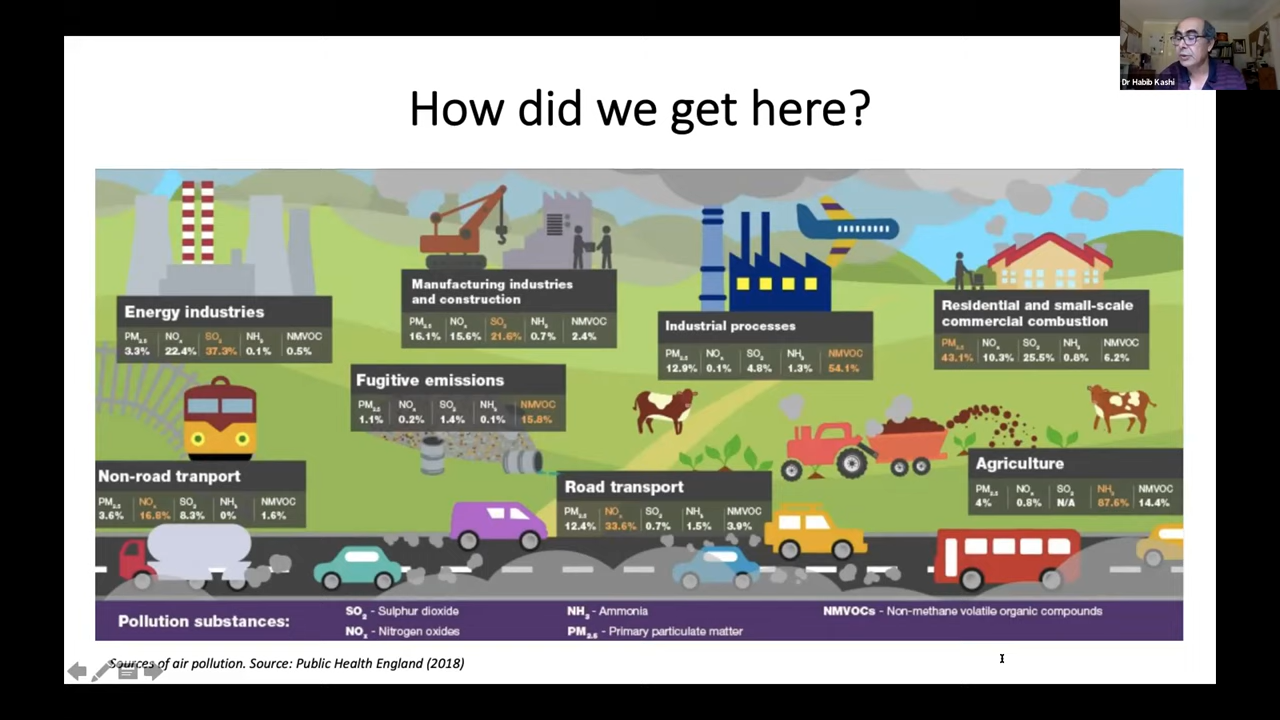 Dr Habib Kashi
How did we get here?
Energy industries
PM2.5 NOx SO2 NH3 NMVOC
3.3% 22.4% 37.3% 0.1% 0.5%
Manufacturing industries
and construction
PM2.5 NOx SO2 NH3 NMVOC
16.1% 15.6% 21.6% 0.7% 2.4%
Industrial processes
PM2.5 NOx SO2 NH3 NMVOC
12.9% 0.1% 4.8% 1.3% 54.1%
Residential and small-scale
commercial combustion
PM2.5 NOx SO2 NH3 NMVOC
43.1% 10.3% 25.5% 0.8% 6.2%
Fugitive emissions
PM2.5 NOx SO2 NH3 NMVOC
1.1% 0.2% 1.4% 0.1% 15.8%
Non-road tranport
PM2.5 NOx SO2 NH3 NMVOC
3.6% 16.8% 8.3% 0% 1.6%
Road transport
PM2.5 NOx SO2 NH3 NMVOC
12.4% 33.6% 0.7% 1.5% 3.9%
Agriculture
PM2.5 NOx SO2 NH3 NMVOC
4% 0.8% N/A 87.6% 14.4%
Pollution substances:
SO2 - Sulphur dioxide
NOx - Nitrogen oxides
NH3 - Ammonia
PM2.5 - Primary particulate matter
NMVOCs - Non-methane volatile organic compounds
Sources of air pollution. Source: Public Health England (2018)